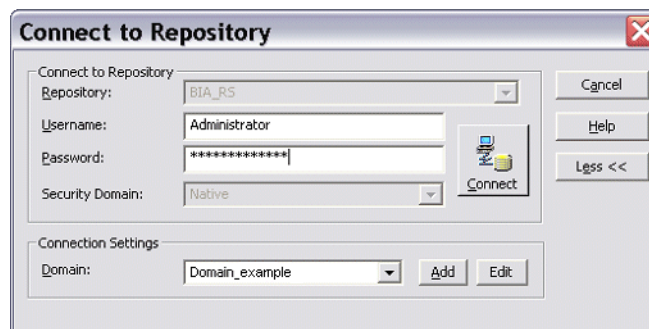 Connect to Repository
Connect to Repository
Repository: BIA_RS
Username: Administrator
Password: *************
Security Domain: Native
Connect
Cancel
Help
Less <<
Connection Settings
Domain: Domain_example Add Edit